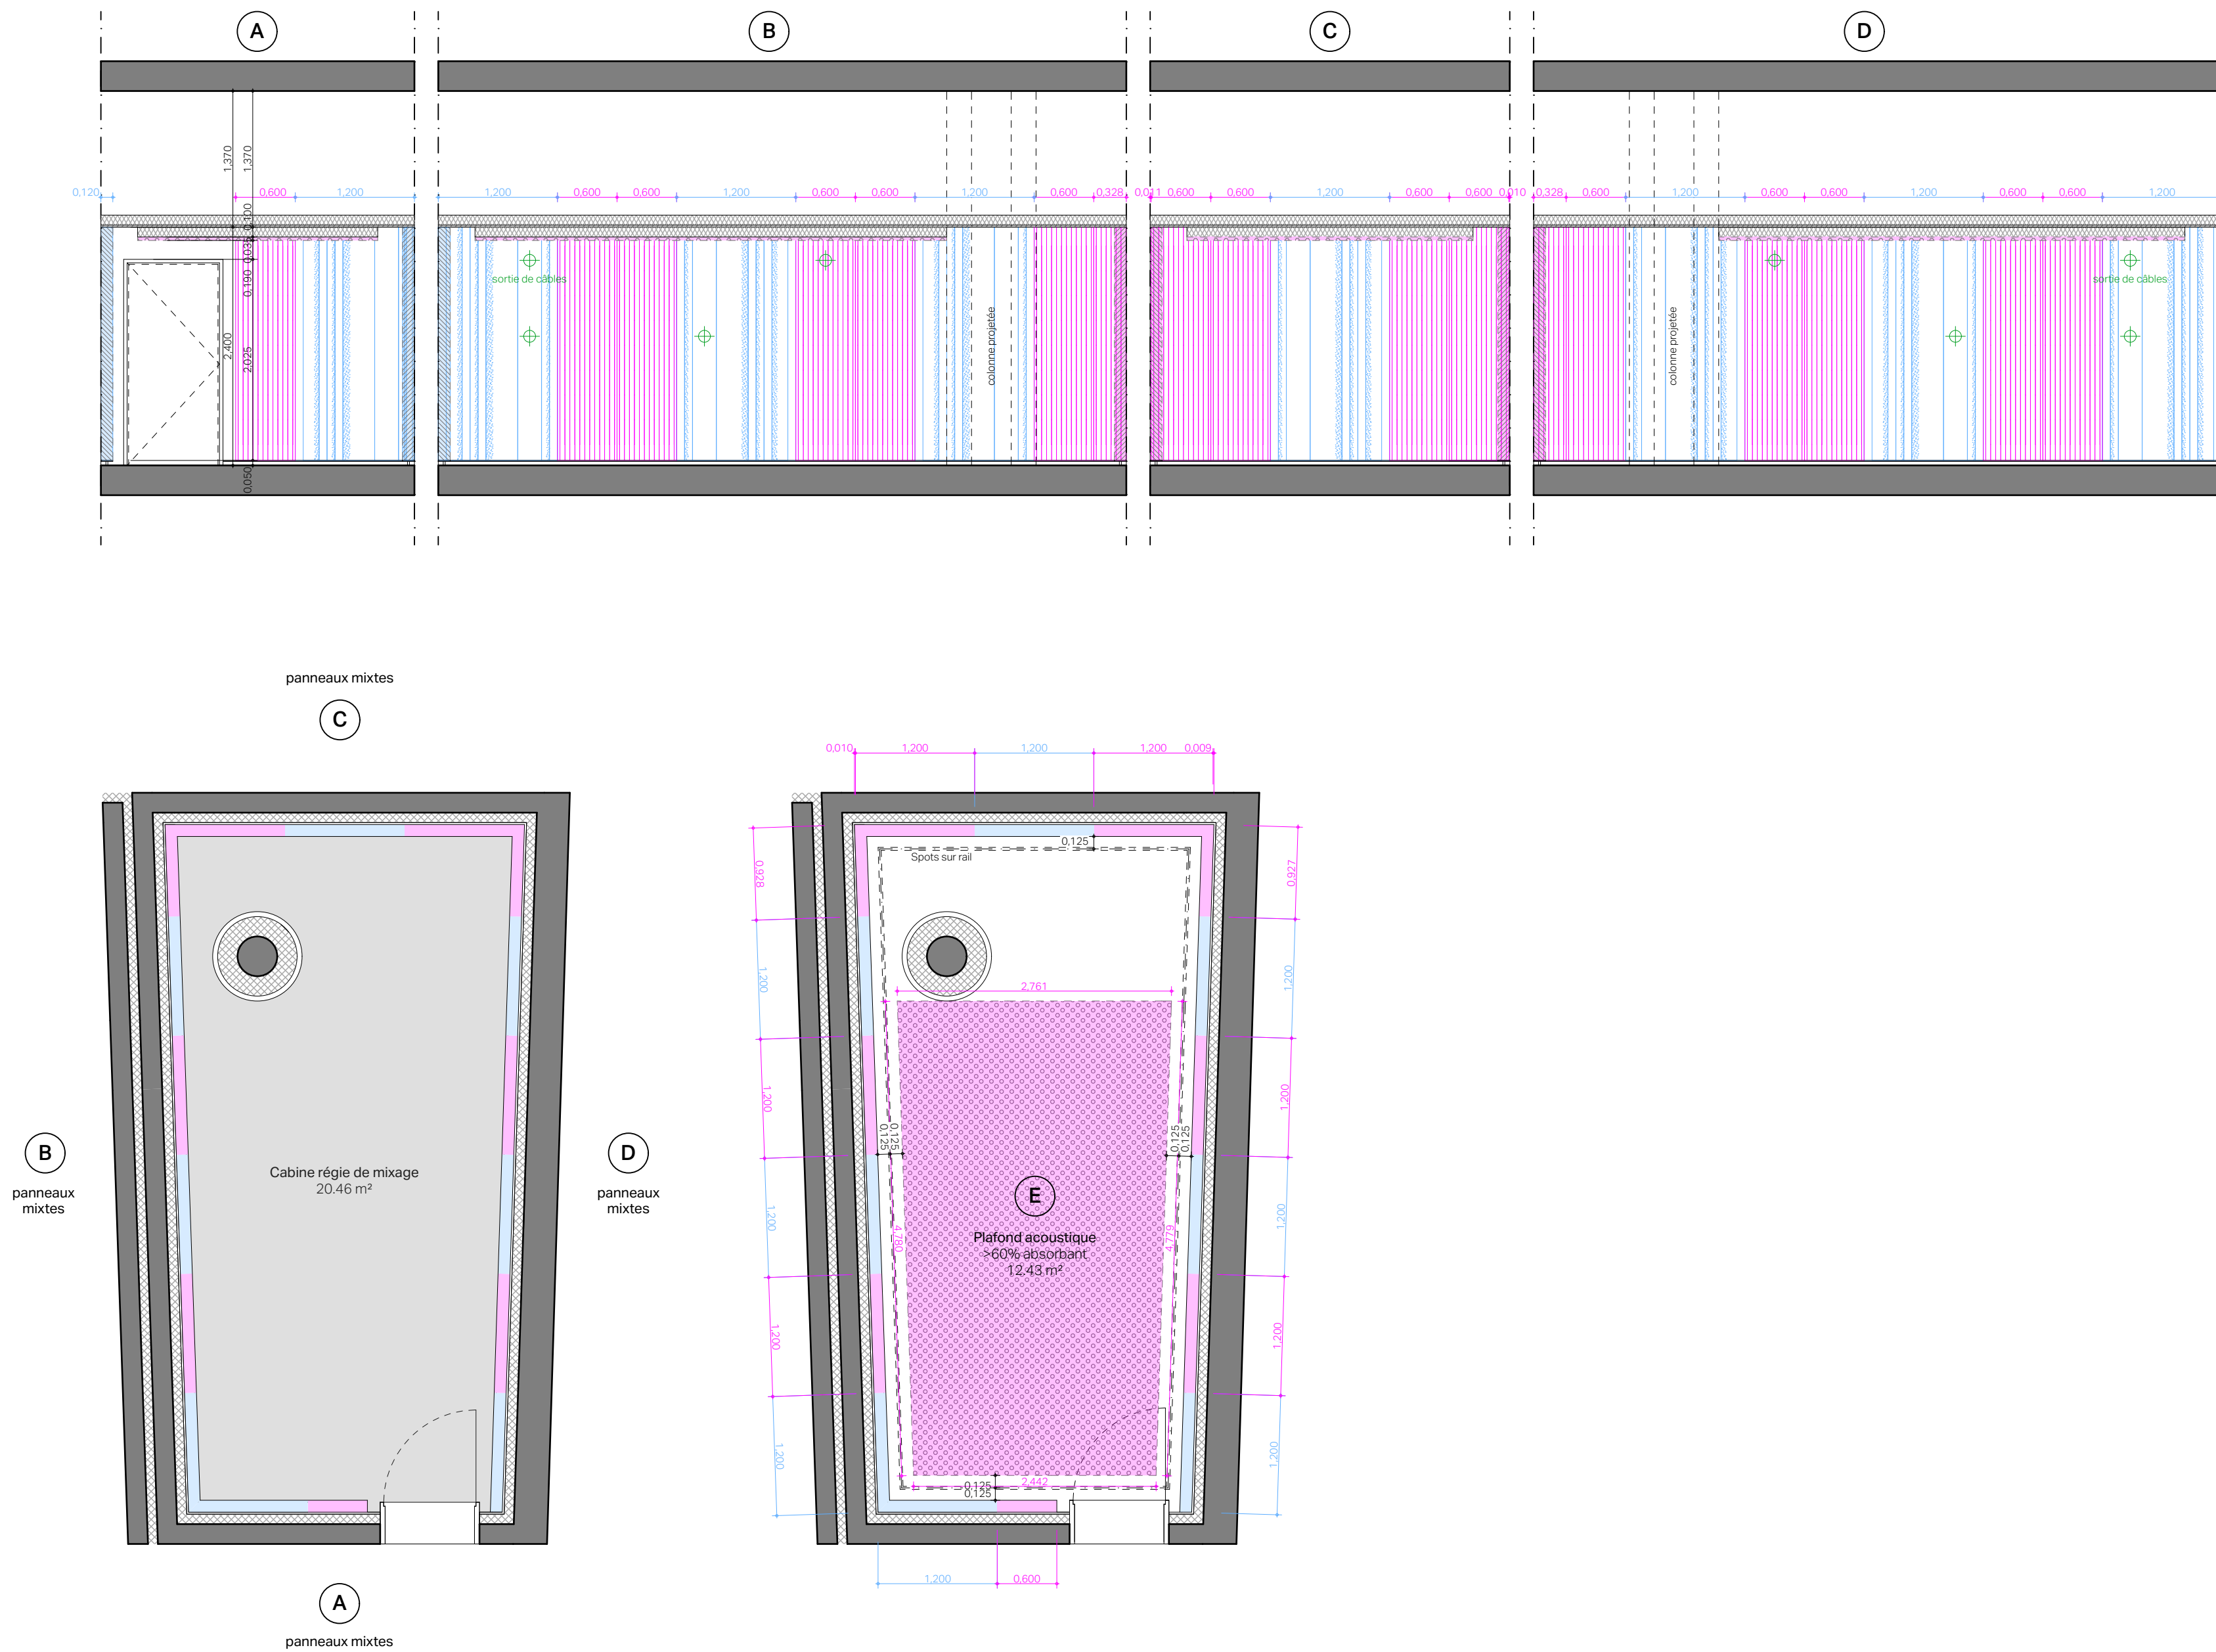 A
B
C
D
0,120
0,600
1,200
1,200
0,600
0,600
1,200
0,600
0,600
1,200
0,600
0,328
0,011
0,600
0,600
1,200
0,600
0,600
0,010
0,328
0,600
1,200
0,600
0,600
1,200
0,600
0,600
1,200
1,370
1,370
0,100
0,035
0,190
2,400
2,025
0,050
sortie de câbles
colonne projetée
colonne projetée
sortie de câbles
panneaux mixtes
C
B
panneaux
mixtes
Cabine régie de mixage
20.46 m²
D
panneaux
mixtes
A
panneaux mixtes
0,010
1,200
1,200
1,200
0,009
0,125
Spots sur rail
0,928
1,200
1,200
1,200
1,200
1,200
0,927
1,200
1,200
1,200
1,200
1,200
2,761
0,125
0,125
0,125
0,125
E
4,780
4,779
Plafond acoustique
>60% absorbant
12.43 m²
2,442
0,125
0,125
1,200
0,600